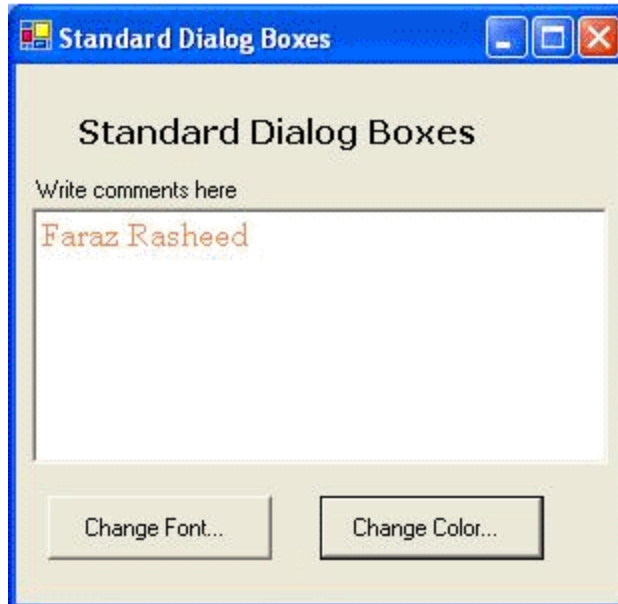 Standard Dialog Boxes
Standard Dialog Boxes
Write comments here
Faraz Rasheed
Change Font...
Change Color...